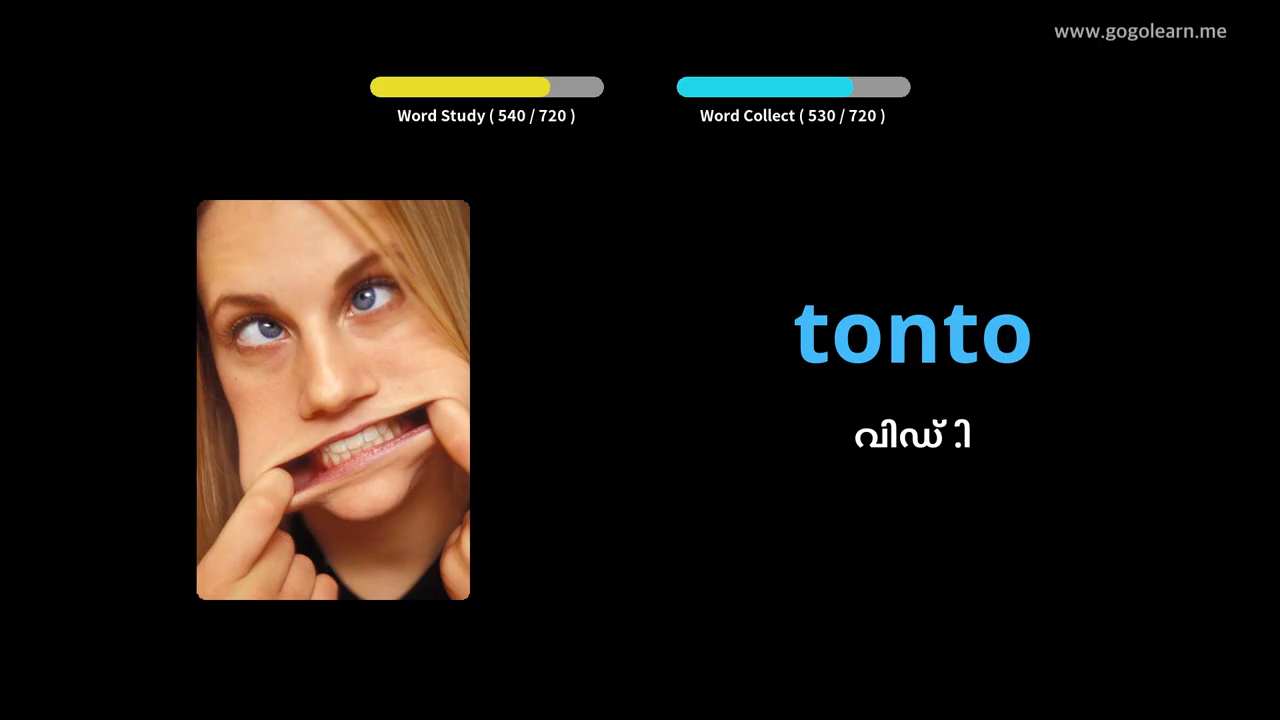 www.gogolearn.me
Word Study ( 540 / 720 )
Word Collect ( 530 / 720 )
tonto
വിഡ് .ി